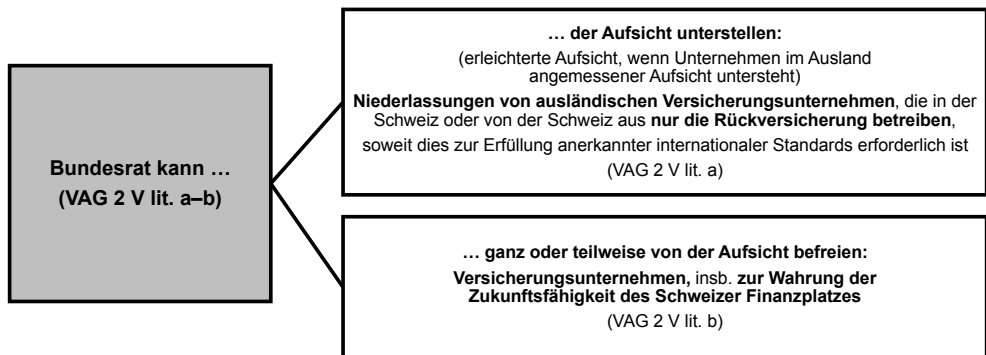 Bundesrat kann …
(VAG 2 V lit. a–b)
… der Aufsicht unterstellen:
(erleichterte Aufsicht, wenn Unternehmen im Ausland
angemessener Aufsicht untersteht)
Niederlassungen von ausländischen Versicherungsunternehmen, die in der
Schweiz oder von der Schweiz aus nur die Rückversicherung betreiben,
soweit dies zur Erfüllung anerkannter internationaler Standards erforderlich ist
(VAG 2 V lit. a)
… ganz oder teilweise von der Aufsicht befreien:
Versicherungsunternehmen, insb. zur Wahrung der
Zukunftsfähigkeit des Schweizer Finanzplatzes
(VAG 2 V lit. b)